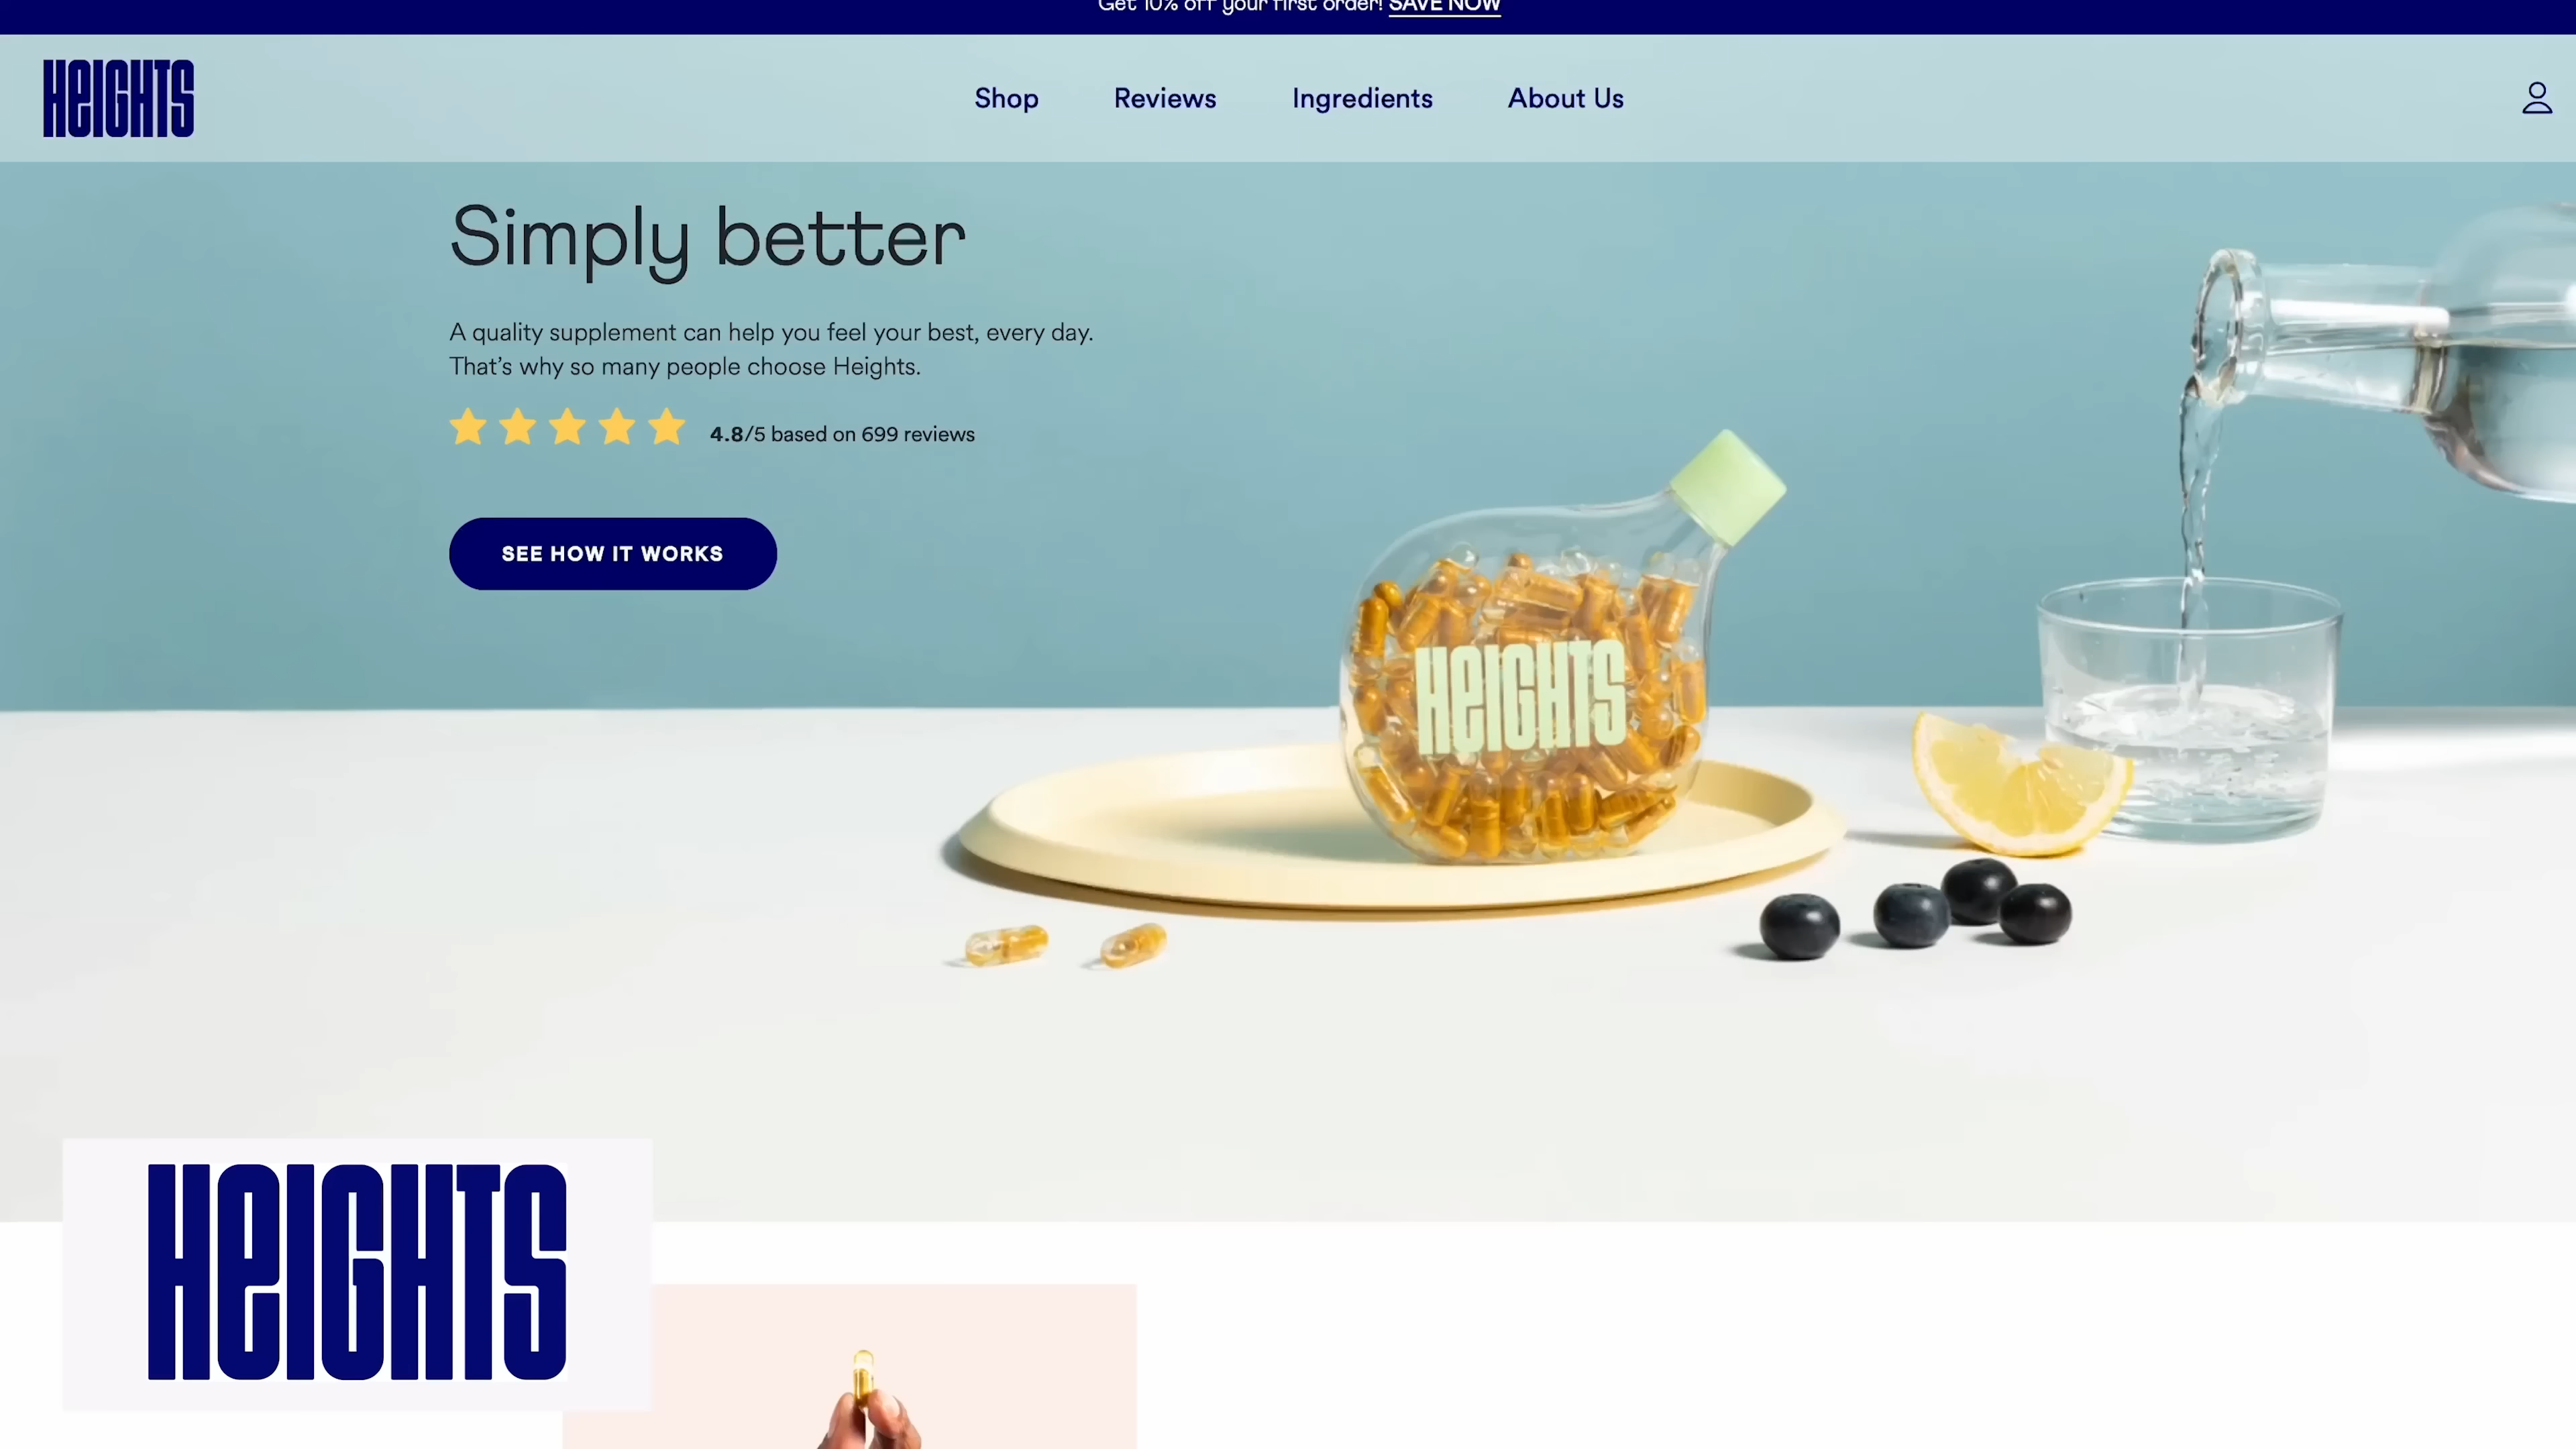 Get 10% off your first order! SAVE NOW
HEIGHTS
Shop Reviews Ingredients About Us
Simply better
A quality supplement can help you feel your best, every day.
That’s why so many people choose Heights.
4.8/5 based on 699 reviews
SEE HOW IT WORKS
HEIGHTS
HEIGHTS